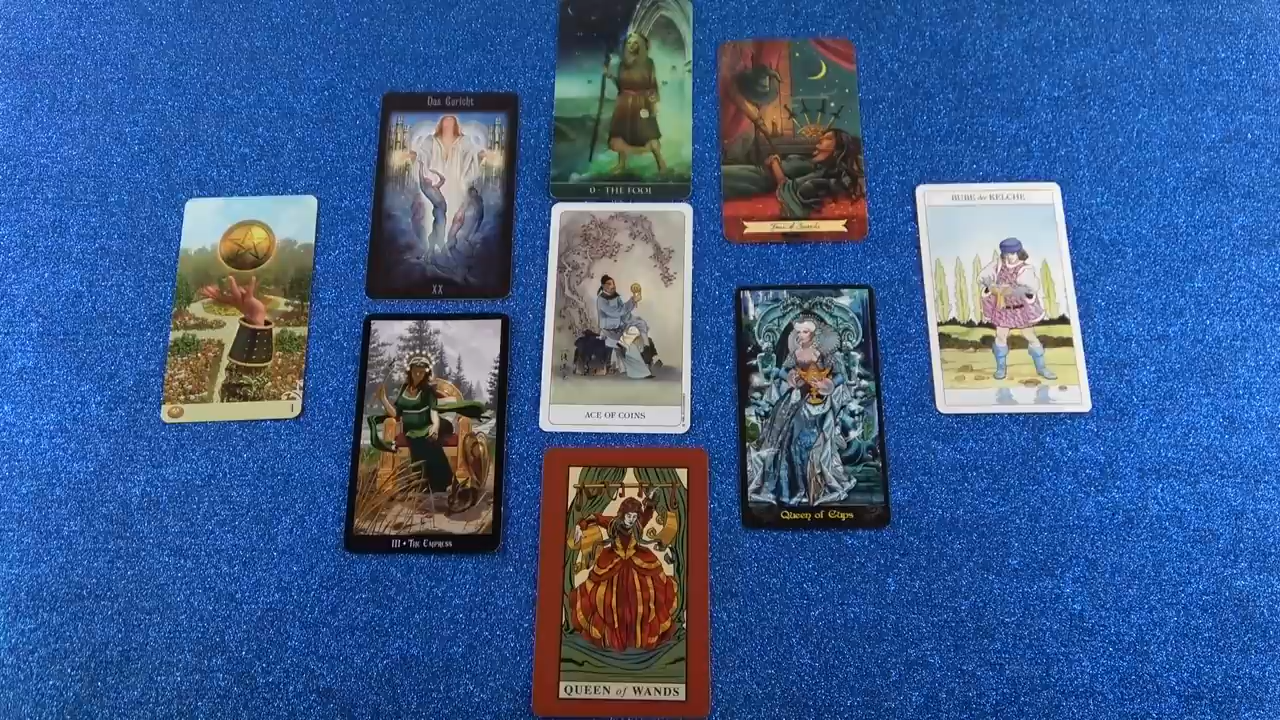 0 - THE FOOL
Das Gericht
XX
BUBE der KELCHE
I
ACE OF COINS
Queen of Cups
III • THE EMPRESS
QUEEN of WANDS